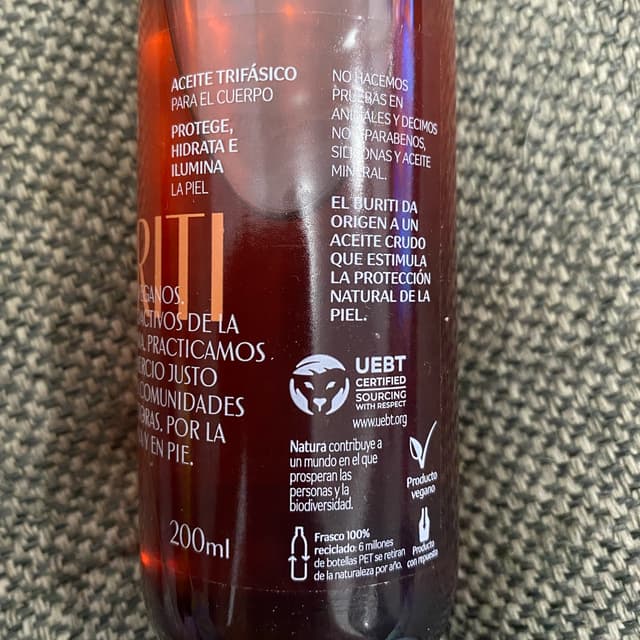 ACEITE TRIFÁSICO
PARA EL CUERPO
PROTEGE,
HIDRATA E
ILUMINA
LA PIEL
RITI
EGANOS.
ACTIVOS DE LA
A. PRACTICAMOS
RCIO JUSTO
COMUNIDADES
ORAS. POR LA
A Y EN PIE.
200ml
NO HACEMOS
PRUEBAS EN
ANIMALES Y DECIMOS
NO A PARABENOS,
SILICONAS Y ACEITE
MINERAL.
EL BURITI DA
ORIGEN A UN
ACEITE CRUDO
QUE ESTIMULA
LA PROTECCIÓN
NATURAL DE LA
PIEL.
UEBT
CERTIFIED
SOURCING
WITH RESPECT
www.uebt.org
Natura contribuye a
un mundo en el que
prosperan las
personas y la
biodiversidad.
Producto
vegano
Frasco 100%
reciclado: 6 millones
de botellas PET se retiran
de la naturaleza por año.
Producto
con repuesto